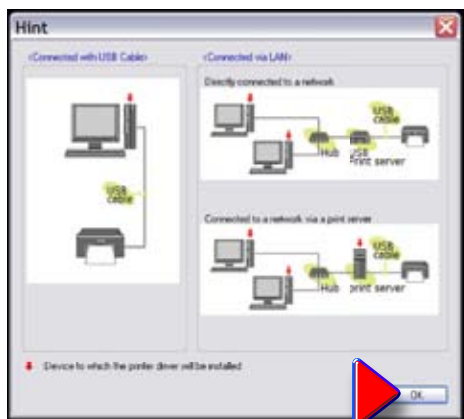 Hint
<Connected with USB Cable>
USB
cable
<Connected via LAN>
Directly connected to a network
USB
cable
Hub
USB
Print server
Connected to a network via a print server
USB
cable
Hub
print server
: Device to which the printer driver will be installed
OK